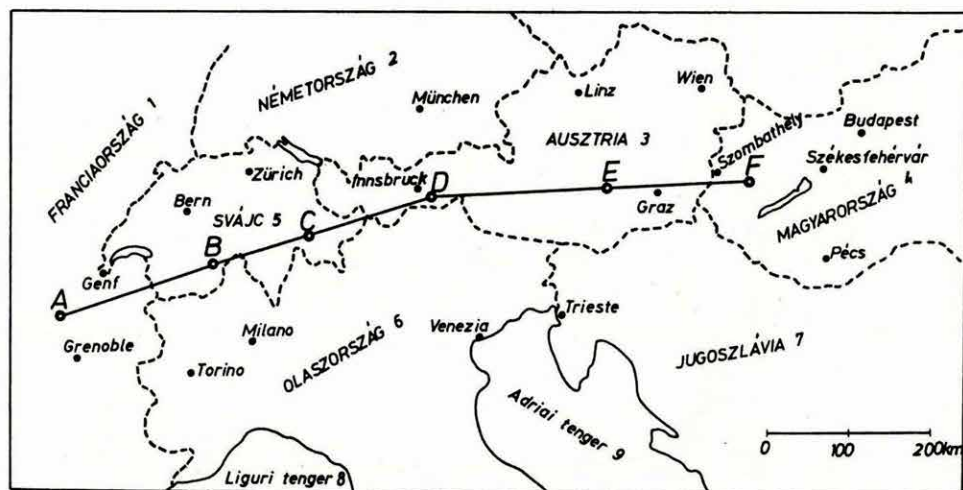 FRANCIAORSZÁG 1
NÉMETORSZÁG 2
München
Linz
Wien
AUSZTRIA 3
Szombathely
Budapest
Székesfehérvár
MAGYARORSZÁG 4
Pécs
Zürich
Bern
SVÁJC 5
Innsbruck
Graz
A
B
C
D
E
F
Genf
Grenoble
Milano
Torino
OLASZORSZÁG 6
Venezia
Trieste
JUGOSZLÁVIA 7
Adriai tenger 9
Liguri tenger 8
0 100 200km